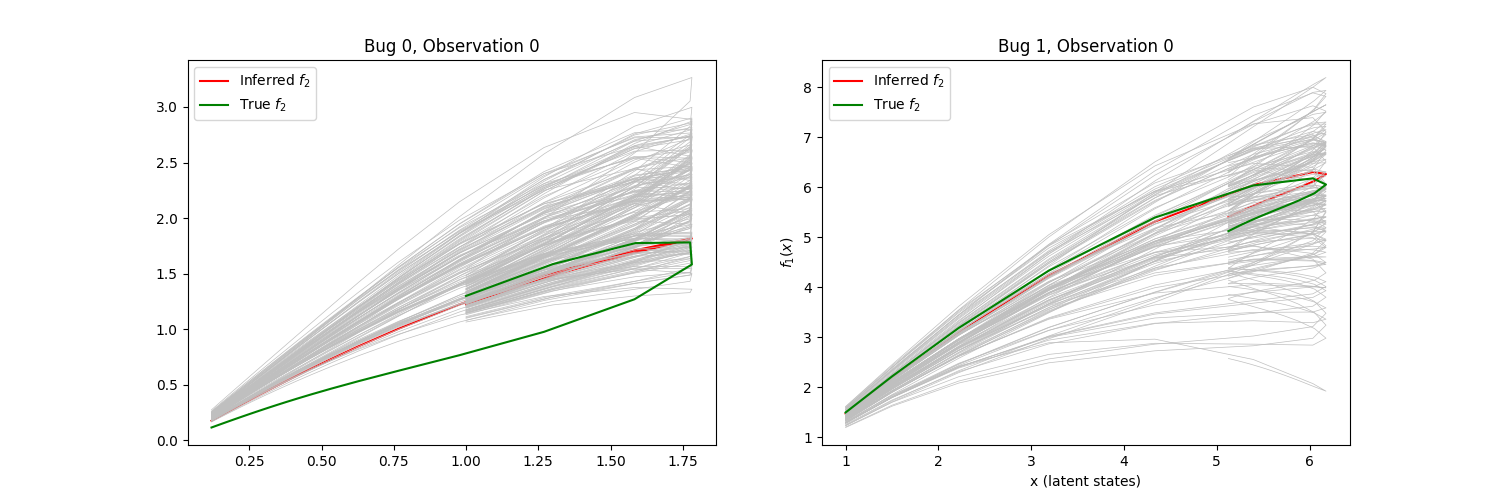 Bug 0, Observation 0
Inferred f₂
True f₂
3.0
2.5
2.0
1.5
1.0
0.5
0.0
0.25 0.50 0.75 1.00 1.25 1.50 1.75
Bug 1, Observation 0
Inferred f₂
True f₂
f₁(x)
8
7
6
5
4
3
2
1
1 2 3 4 5 6
x (latent states)